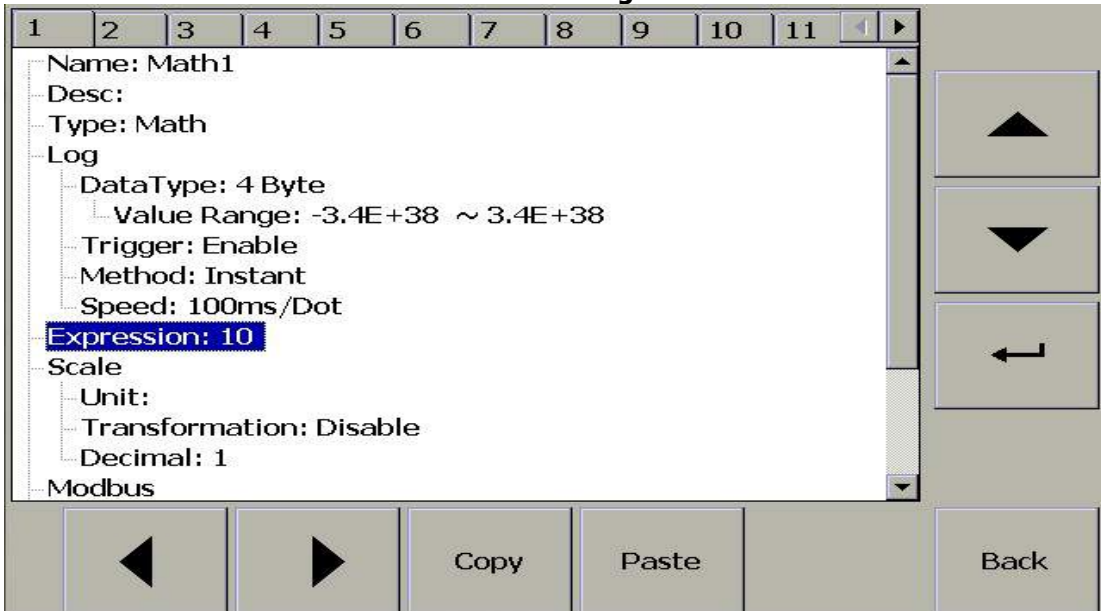 1 2 3 4 5 6 7 8 9 10 11
Name: Math1
Desc:
Type: Math
Log
DataType: 4 Byte
Value Range: -3.4E+38 ~ 3.4E+38
Trigger: Enable
Method: Instant
Speed: 100ms/Dot
Expression: 10
Scale
Unit:
Transformation: Disable
Decimal: 1
Modbus
Copy Paste Back